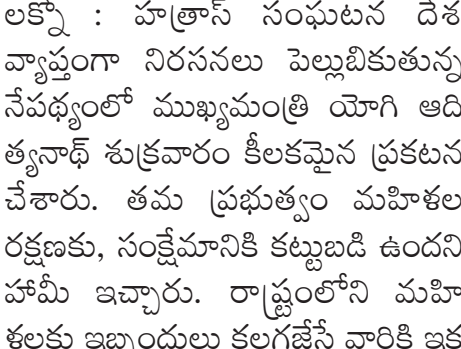 లక్నో : హత్రాస్ సంఘటన దేశ
వ్యాప్తంగా నిరసనలు పెల్లుబికుతున్న
నేపథ్యంలో ముఖ్యమంత్రి యోగి ఆది
త్యనాథ్ శుక్రవారం కీలకమైన ప్రకటన
చేశారు. తమ ప్రభుత్వం మహిళల
రక్షణకు, సంక్షేమానికి కట్టుబడి ఉందని
హామీ ఇచ్చారు. రాష్ట్రంలోని మహి
ళలకు ఇబ్బందులు కలగజేసే వారికి ఇక